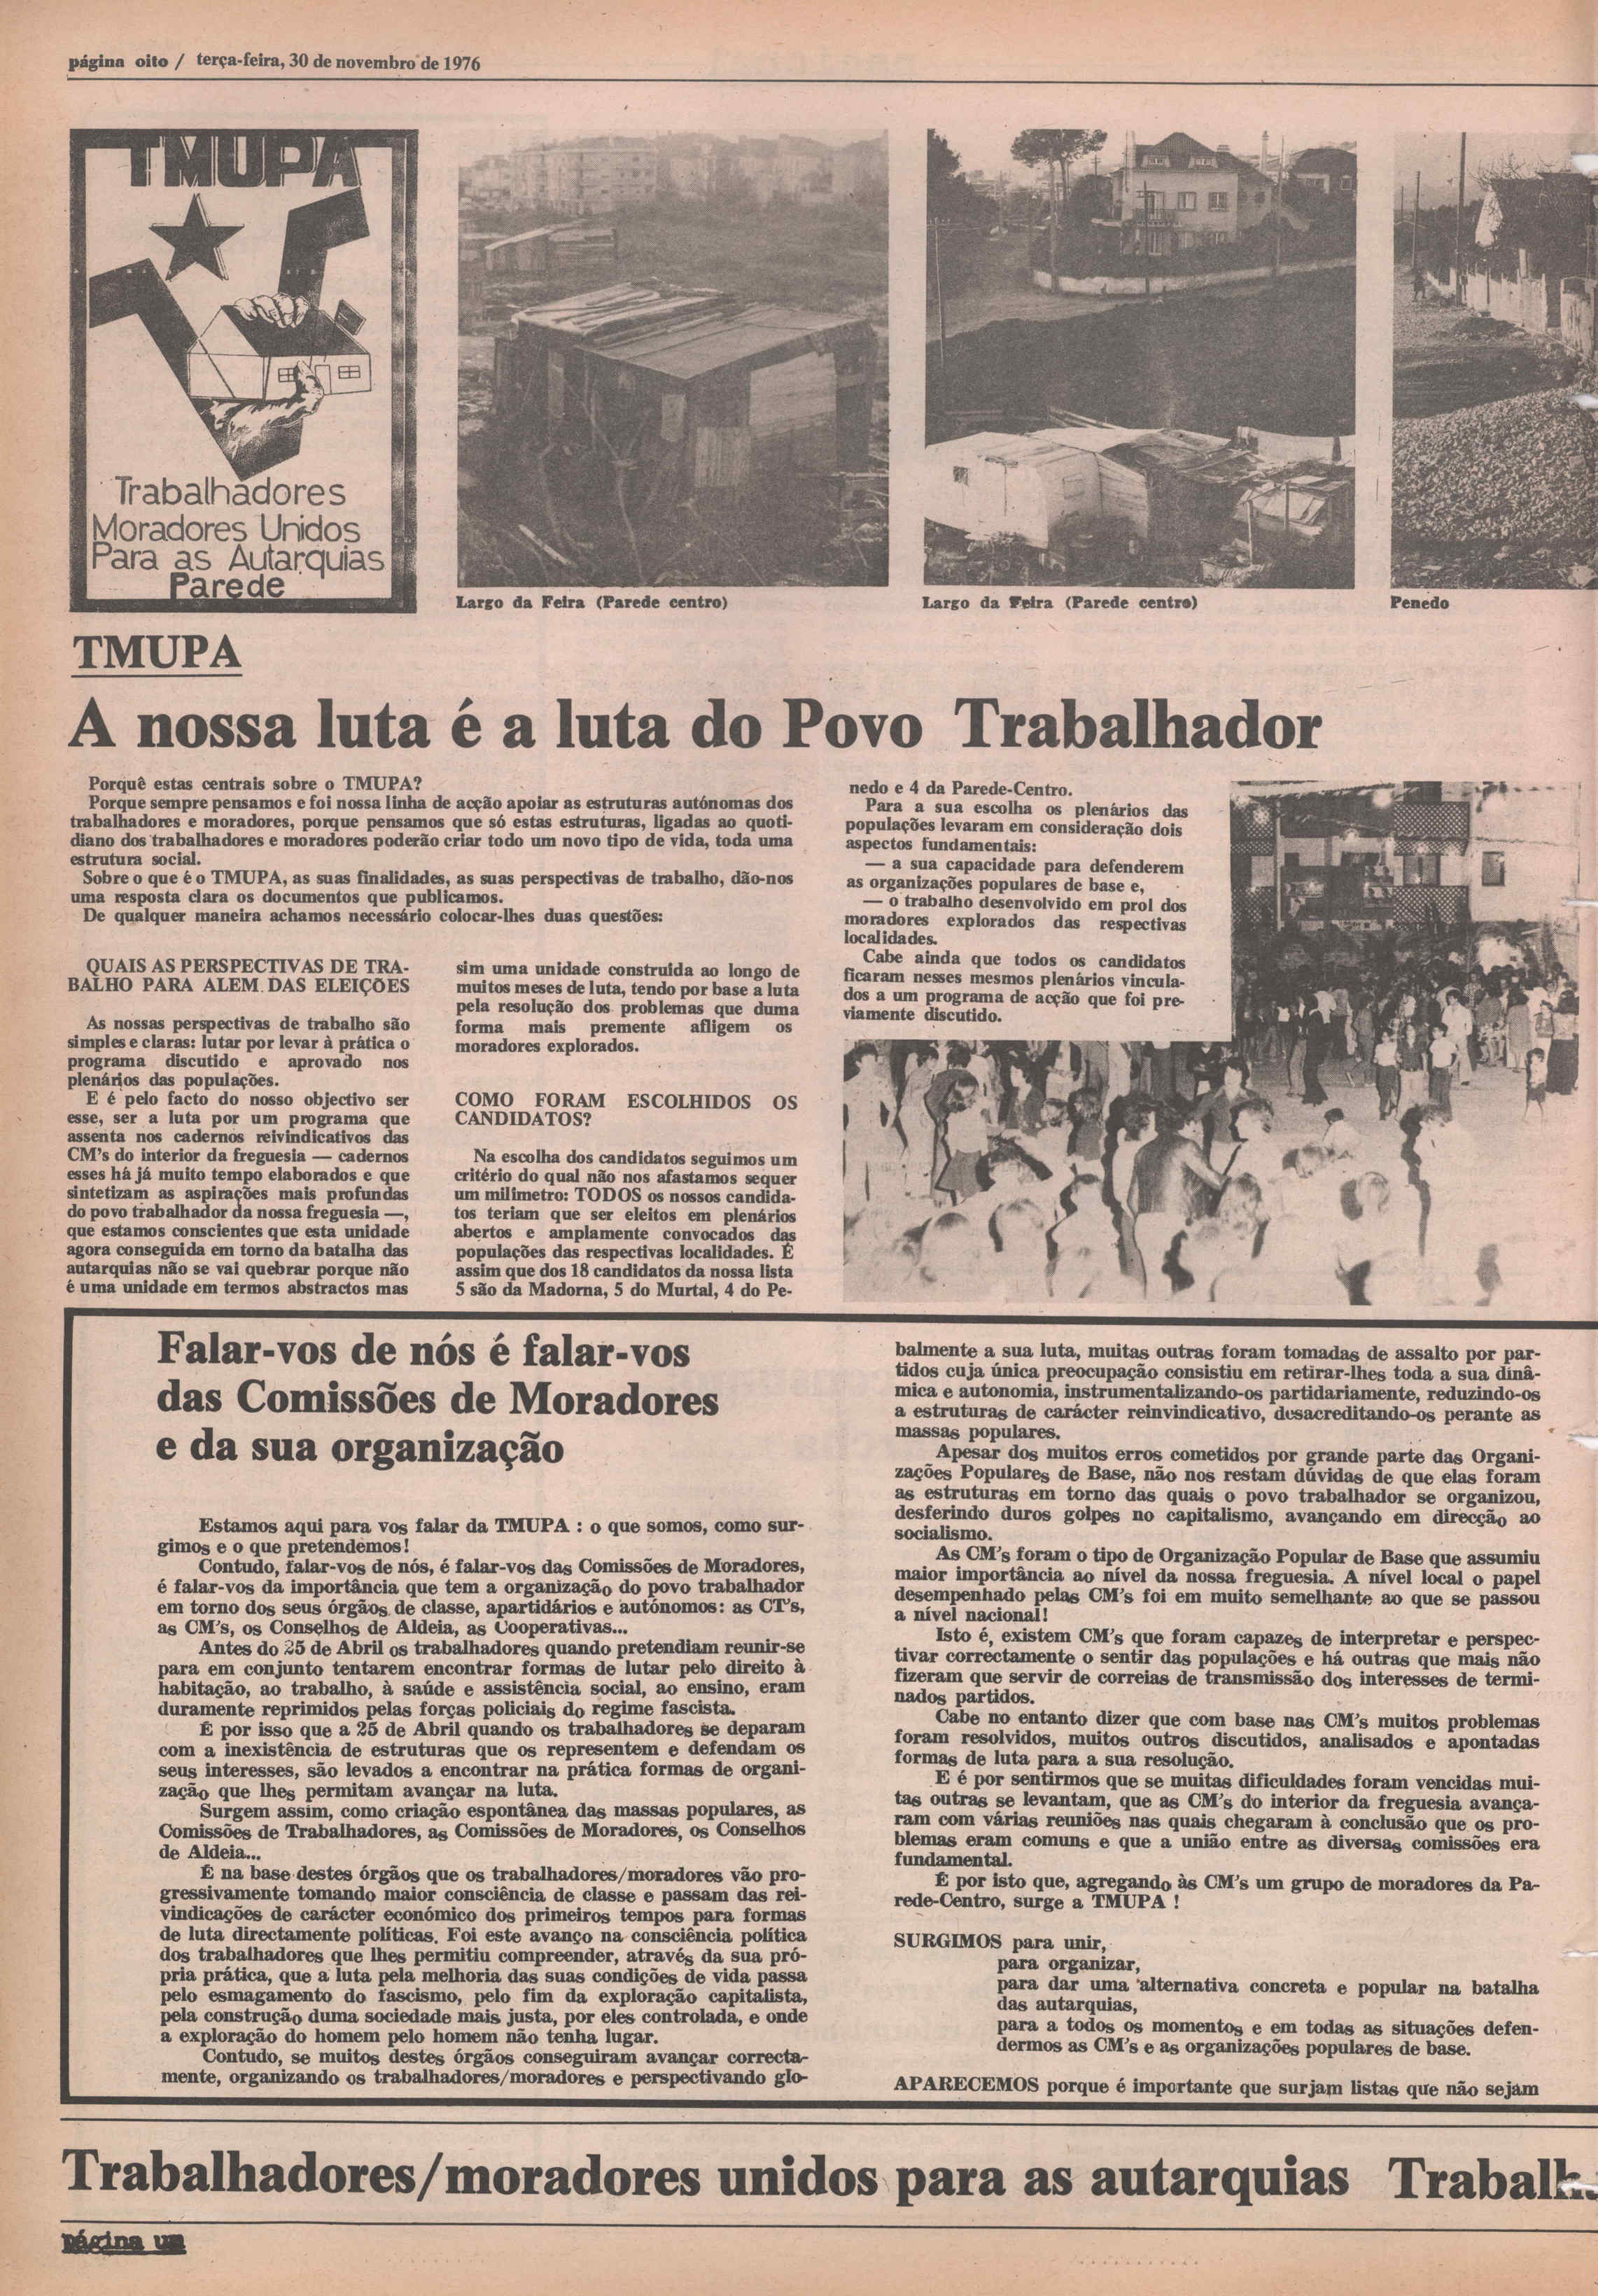 página oito / terça-feira, 30 de novembro de 1976
TMUPA
Trabalhadores
Moradores Unidos
Para as Autarquias
Parede
Largo da Feira (Parede centro)
Largo da Feira (Parede centro)
Penedo
TMUPA
A nossa luta é a luta do Povo Trabalhador
Porquê estas centrais sobre o TMUPA?
Porque sempre pensamos e foi nossa linha de acção apoiar as estruturas autónomas dos
trabalhadores e moradores, porque pensamos que só estas estruturas, ligadas ao quoti-
diano dos trabalhadores e moradores poderão criar todo um novo tipo de vida, toda uma
estrutura social.
Sobre o que é o TMUPA, as suas finalidades, as suas perspectivas de trabalho, dão-nos
uma resposta clara os documentos que publicamos.
De qualquer maneira achamos necessário colocar-lhes duas questões:
QUAIS AS PERSPECTIVAS DE TRA-
BALHO PARA ALEM DAS ELEIÇÕES
As nossas perspectivas de trabalho são
simples e claras: lutar por levar à prática o
programa discutido e aprovado nos
plenários das populações.
E é pelo facto do nosso objectivo ser
esse, ser a luta por um programa que
assenta nos cadernos reivindicativos das
CM's do interior da freguesia — cadernos
esses há já muito tempo elaborados e que
sintetizam as aspirações mais profundas
do povo trabalhador da nossa freguesia —,
que estamos conscientes que esta unidade
agora conseguida em torno da batalha das
autarquias não se vai quebrar porque não
é uma unidade em termos abstractos mas
sim uma unidade construída ao longo de
muitos meses de luta, tendo por base a luta
pela resolução dos problemas que duma
forma mais premente afligem os
moradores explorados.
COMO FORAM ESCOLHIDOS OS
CANDIDATOS?
Na escolha dos candidatos seguimos um
critério do qual não nos afastamos sequer
um milímetro: TODOS os nossos candida-
tos teriam que ser eleitos em plenários
abertos e amplamente convocados das
populações das respectivas localidades. É
assim que dos 18 candidatos da nossa lista
5 são da Madorna, 5 do Murtal, 4 do Pe-
nedo e 4 da Parede-Centro.
Para a sua escolha os plenários das
populações levaram em consideração dois
aspectos fundamentais:
— a sua capacidade para defenderem
as organizações populares de base e,
— o trabalho desenvolvido em prol dos
moradores explorados das respectivas
localidades.
Cabe ainda que todos os candidatos
ficaram nesses mesmos plenários vincula-
dos a um programa de acção que foi pre-
viamente discutido.
Falar-vos de nós é falar-vos
das Comissões de Moradores
e da sua organização
Estamos aqui para vos falar da TMUPA : o que somos, como sur-
gimos e o que pretendemos!
Contudo, falar-vos de nós, é falar-vos das Comissões de Moradores,
é falar-vos da importância que tem a organização do povo trabalhador
em torno dos seus órgãos de classe, apartidários e autónomos: as CT's,
as CM's, os Conselhos de Aldeia, as Cooperativas...
Antes do 25 de Abril os trabalhadores quando pretendiam reunir-se
para em conjunto tentarem encontrar formas de lutar pelo direito à
habitação, ao trabalho, à saúde e assistência social, ao ensino, eram
duramente reprimidos pelas forças policiais do regime fascista.
É por isso que a 25 de Abril quando os trabalhadores se deparam
com a inexistência de estruturas que os representem e defendam os
seus interesses, são levados a encontrar na prática formas de organi-
zação que lhes permitam avançar na luta.
Surgem assim, como criação espontânea das massas populares, as
Comissões de Trabalhadores, as Comissões de Moradores, os Conselhos
de Aldeia...
É na base destes órgãos que os trabalhadores/moradores vão pro-
gressivamente tomando maior consciência de classe e passam das rei-
vindicações de carácter económico dos primeiros tempos para formas
de luta directamente políticas. Foi este avanço na consciência política
dos trabalhadores que lhes permitiu compreender, através da sua pró-
pria prática, que a luta pela melhoria das suas condições de vida passa
pelo esmagamento do fascismo, pelo fim da exploração capitalista,
pela construção duma sociedade mais justa, por eles controlada, e onde
a exploração do homem pelo homem não tenha lugar.
Contudo, se muitos destes órgãos conseguiram avançar correcta-
mente, organizando os trabalhadores/moradores e perspectivando glo-
balmente a sua luta, muitas outras foram tomadas de assalto por par-
tidos cuja única preocupação consistiu em retirar-lhes toda a sua dinâ-
mica e autonomia, instrumentalizando-os partidariamente, reduzindo-os
a estruturas de carácter reinvindicativo, desacreditando-os perante as
massas populares.
Apesar dos muitos erros cometidos por grande parte das Organi-
zações Populares de Base, não nos restam dúvidas de que elas foram
as estruturas em torno das quais o povo trabalhador se organizou,
desferindo duros golpes no capitalismo, avançando em direcção ao
socialismo.
As CM's foram o tipo de Organização Popular de Base que assumiu
maior importância ao nível da nossa freguesia. A nível local o papel
desempenhado pelas CM's foi em muito semelhante ao que se passou
a nível nacional!
Isto é, existem CM's que foram capazes de interpretar e perspec-
tivar correctamente o sentir das populações e há outras que mais não
fizeram que servir de correias de transmissão dos interesses de termi-
nados partidos.
Cabe no entanto dizer que com base nas CM's muitos problemas
foram resolvidos, muitos outros discutidos, analisados e apontadas
formas de luta para a sua resolução.
E é por sentirmos que se muitas dificuldades foram vencidas mui-
tas outras se levantam, que as CM's do interior da freguesia avança-
ram com várias reuniões nas quais chegaram à conclusão que os pro-
blemas eram comuns e que a união entre as diversas comissões era
fundamental.
É por isto que, agregando às CM's um grupo de moradores da Pa-
rede-Centro, surge a TMUPA !
SURGIMOS para unir,
para organizar,
para dar uma alternativa concreta e popular na batalha
das autarquias,
para a todos os momentos e em todas as situações defen-
dermos as CM's e as organizações populares de base.
APARECEMOS porque é importante que surjam listas que não sejam
Trabalhadores/moradores unidos para as autarquias Trabalh
página um